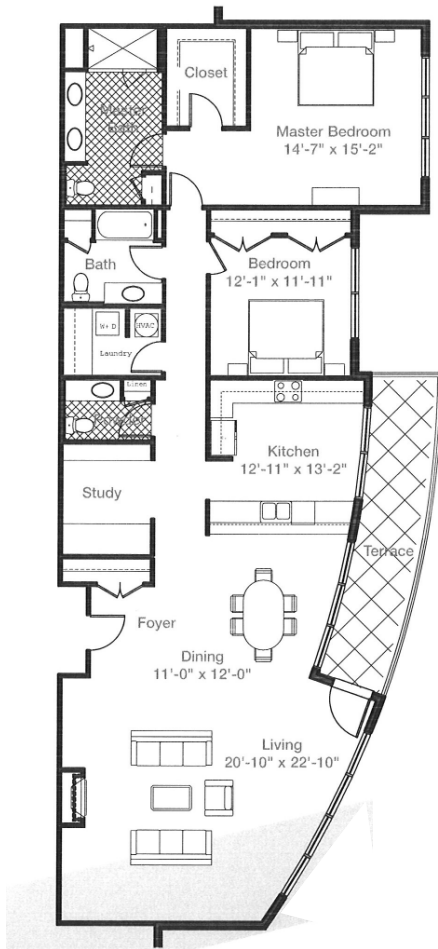 Closet
Master
Bath
Master Bedroom
14'-7" x 15'-2"
Bath
Bedroom
12'-1" x 11'-11"
W+D
HVAC
Laundry
Linen
Powder
Kitchen
12'-11" x 13'-2"
Study
Terrace
Foyer
Dining
11'-0" x 12'-0"
Living
20'-10" x 22'-10"